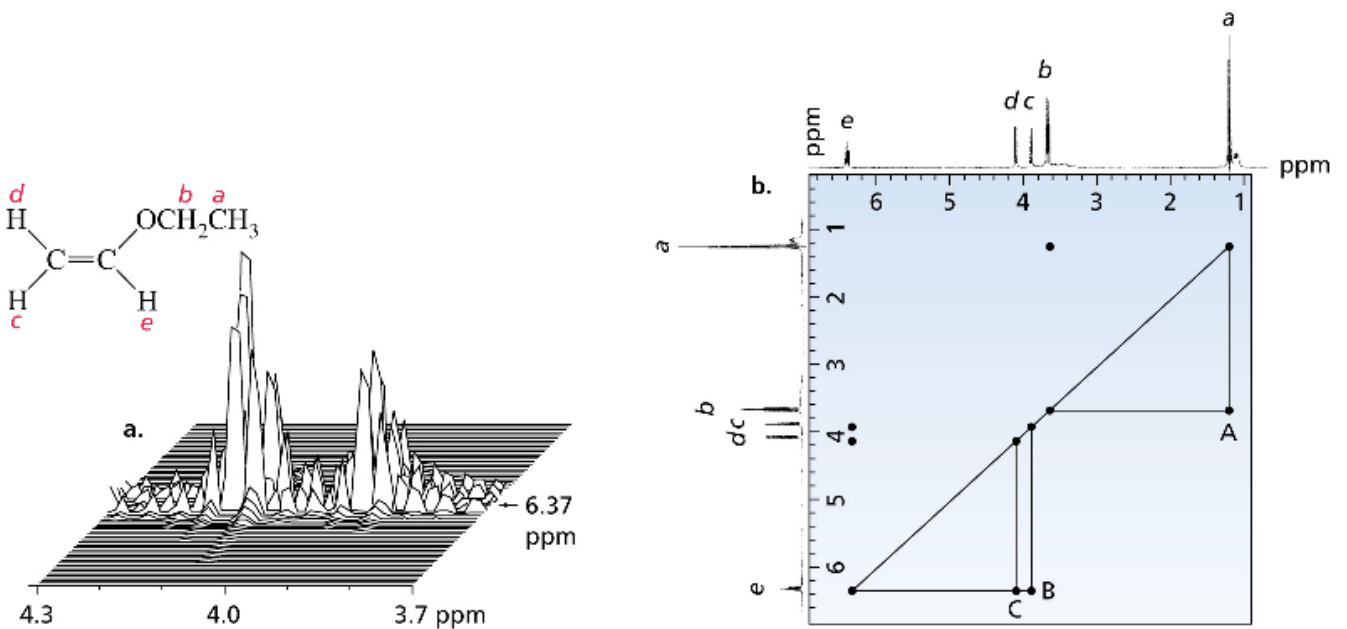 d
H
b a
OCH2CH3
C=C
H
c
H
e
a.
← 6.37
ppm
4.3
4.0
3.7 ppm
b.
a
b
d c
e
ppm
ppm
6 5 4 3 2 1
a
1
2
3
b
A
d c
4
5
6
e
C
B